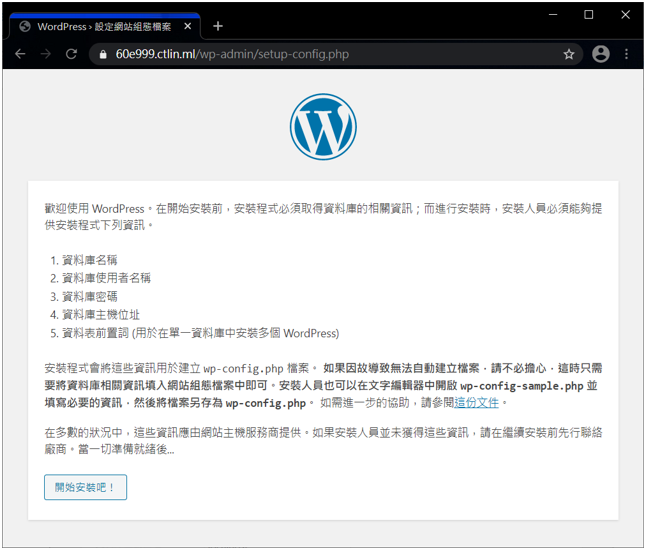 WordPress › 設定網站組態檔案
60e999.ctlin.ml/wp-admin/setup-config.php
歡迎使用 WordPress。在開始安裝前，安裝程式必須取得資料庫的相關資訊；而進行安裝時，安裝人員必須能夠提
供安裝程式下列資訊。
1. 資料庫名稱
2. 資料庫使用者名稱
3. 資料庫密碼
4. 資料庫主機位址
5. 資料表前置詞 (用於在單一資料庫中安裝多個 WordPress)
安裝程式會將這些資訊用於建立 wp-config.php 檔案。 如果因故導致無法自動建立檔案，請不必擔心，這時只需
要將資料庫相關資訊填入網站組態檔案中即可。安裝人員也可以在文字編輯器中開啟 wp-config-sample.php 並
填寫必要的資訊，然後將檔案另存為 wp-config.php。 如需進一步的協助，請參閱這份文件。
在多數的狀況中，這些資訊應由網站主機服務商提供。如果安裝人員並未獲得這些資訊，請在繼續安裝前先行聯絡
廠商。當一切準備就緒後...
開始安裝吧！